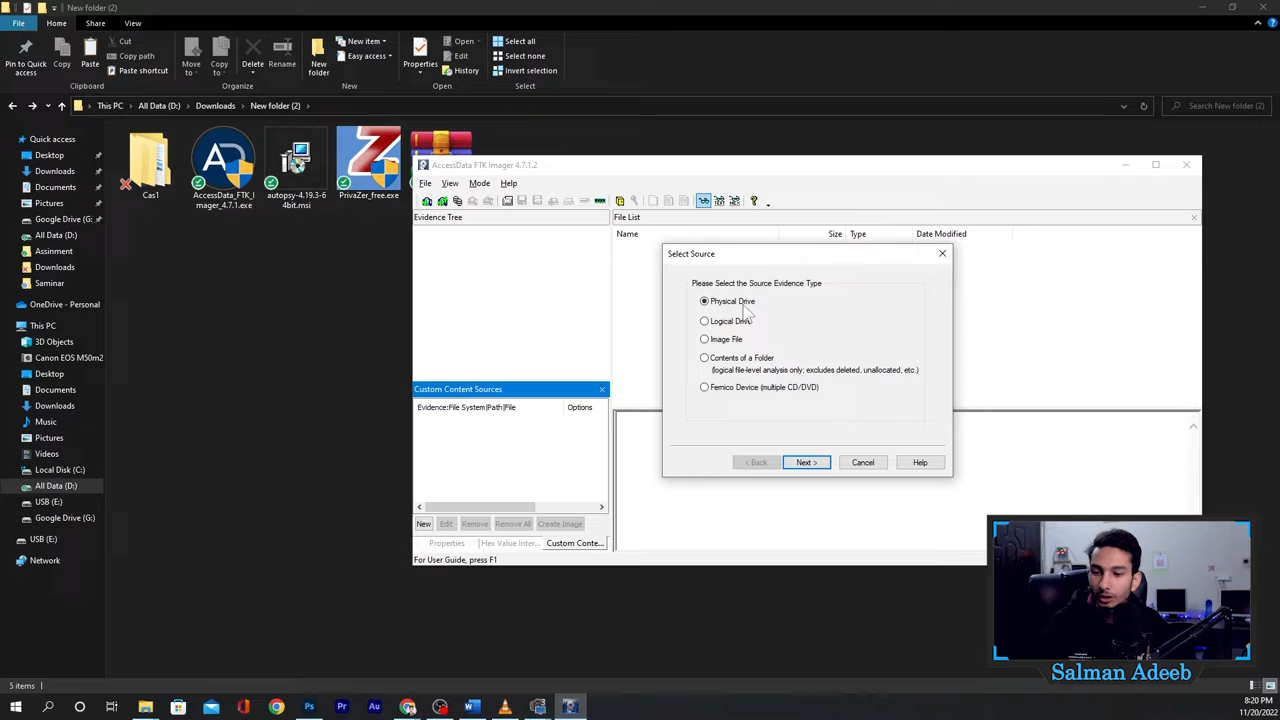 New folder (2)
File
Home
Share
View
Pin to Quick access
Copy
Paste
Cut
Copy path
Paste shortcut
Move to
Copy to
Delete
Rename
New folder
New item
Easy access
Properties
Open
Edit
History
Select all
Select none
Invert selection
Clipboard
Organize
New
Open
Select
This PC
All Data (D:)
Downloads
New folder (2)
Search New folder (2)
Quick access
Desktop
Downloads
Documents
Pictures
Google Drive (G:
All Data (D:)
Assinment
Downloads
Saminar
OneDrive - Personal
This PC
3D Objects
Canon EOS M50m2
Desktop
Documents
Downloads
Music
Pictures
Videos
Local Disk (C:)
All Data (D:)
USB (E:)
Google Drive (G:)
USB (E:)
Network
Cas1
AccessData_FTK_I
mager_4.7.1.exe
autopsy-4.19.3-6
4bit.msi
PrivaZer_free.exe
AccessData FTK Imager 4.7.1.2
File
View
Mode
Help
Evidence Tree
File List
Name
Size
Type
Date Modified
Custom Content Sources
Evidence:File System|Path|File
Options
New
Edit
Remove
Remove All
Create Image
Properties
Hex Value Inter...
Custom Conte...
For User Guide, press F1
Select Source
Please Select the Source Evidence Type
Physical Drive
Logical Drive
Image File
Contents of a Folder
(logical file-level analysis only; excludes deleted, unallocated, etc.)
Fernico Device (multiple CD/DVD)
< Back
Next >
Cancel
Help
Salman Adeeb
5 items
8:20 PM
11/20/2022